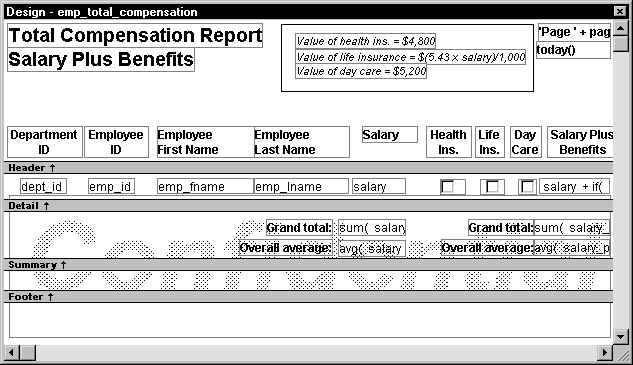 Design - emp_total_compensation
Total Compensation Report
Salary Plus Benefits
Value of health ins. = $4,800
Value of life insurance = $(5.43 x salary)/1,000
Value of day care = $5,200
'Page ' + pag
today()
Department ID
Employee ID
Employee First Name
Employee Last Name
Salary
Health Ins.
Life Ins.
Day Care
Salary Plus Benefits
Header ↑
dept_id emp_id emp_fname emp_lname salary salary + if(
Detail ↑
Grand total: sum( salary Grand total: sum( salary_
Overall average: avg( salary Overall average: avg( salary_p
Confidential
Summary ↑
Footer ↑